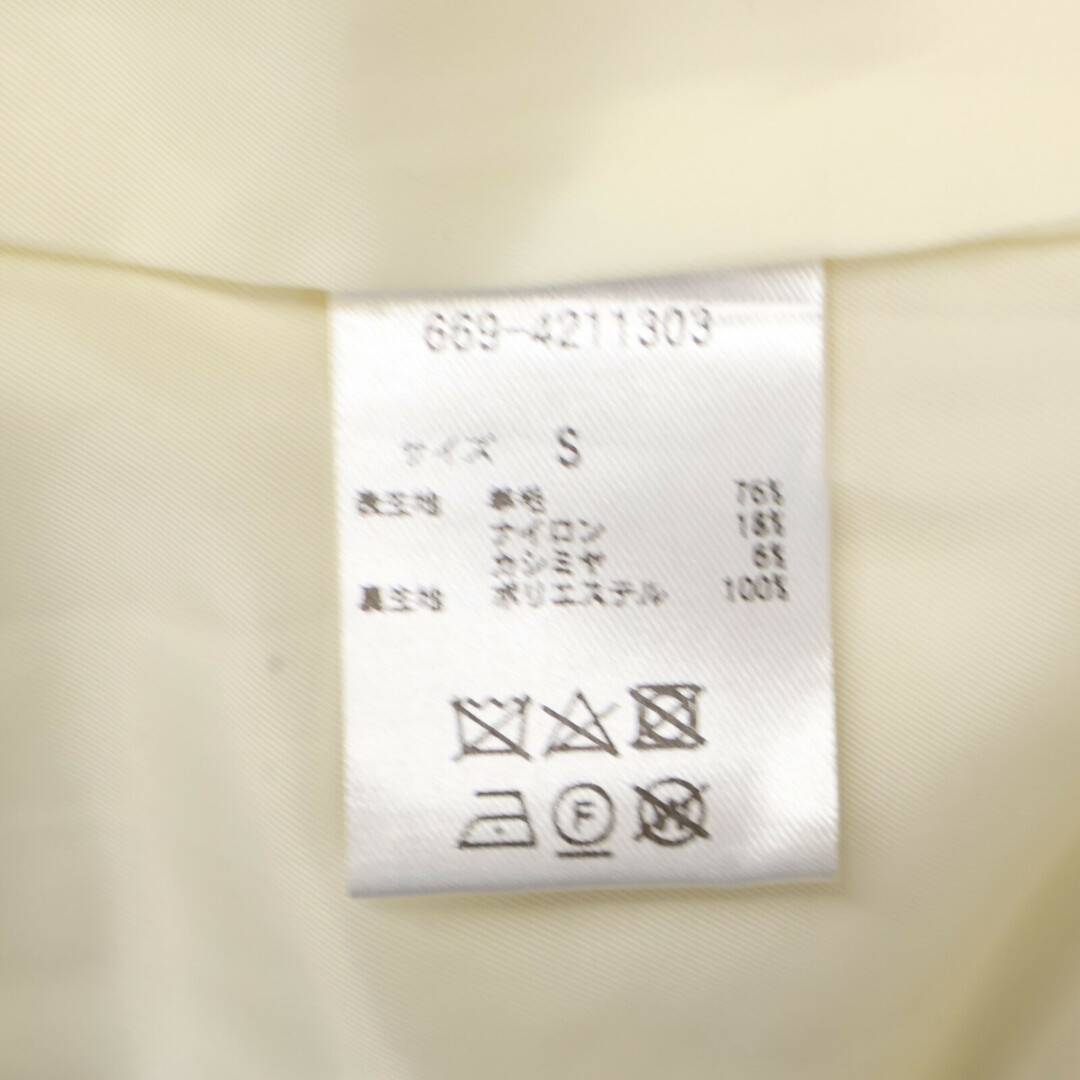 669-4211303
サイズ S
表生地 羊毛 76%
ナイロン 18%
カシミヤ 6%
裏生地 ポリエステル 100%
F
W